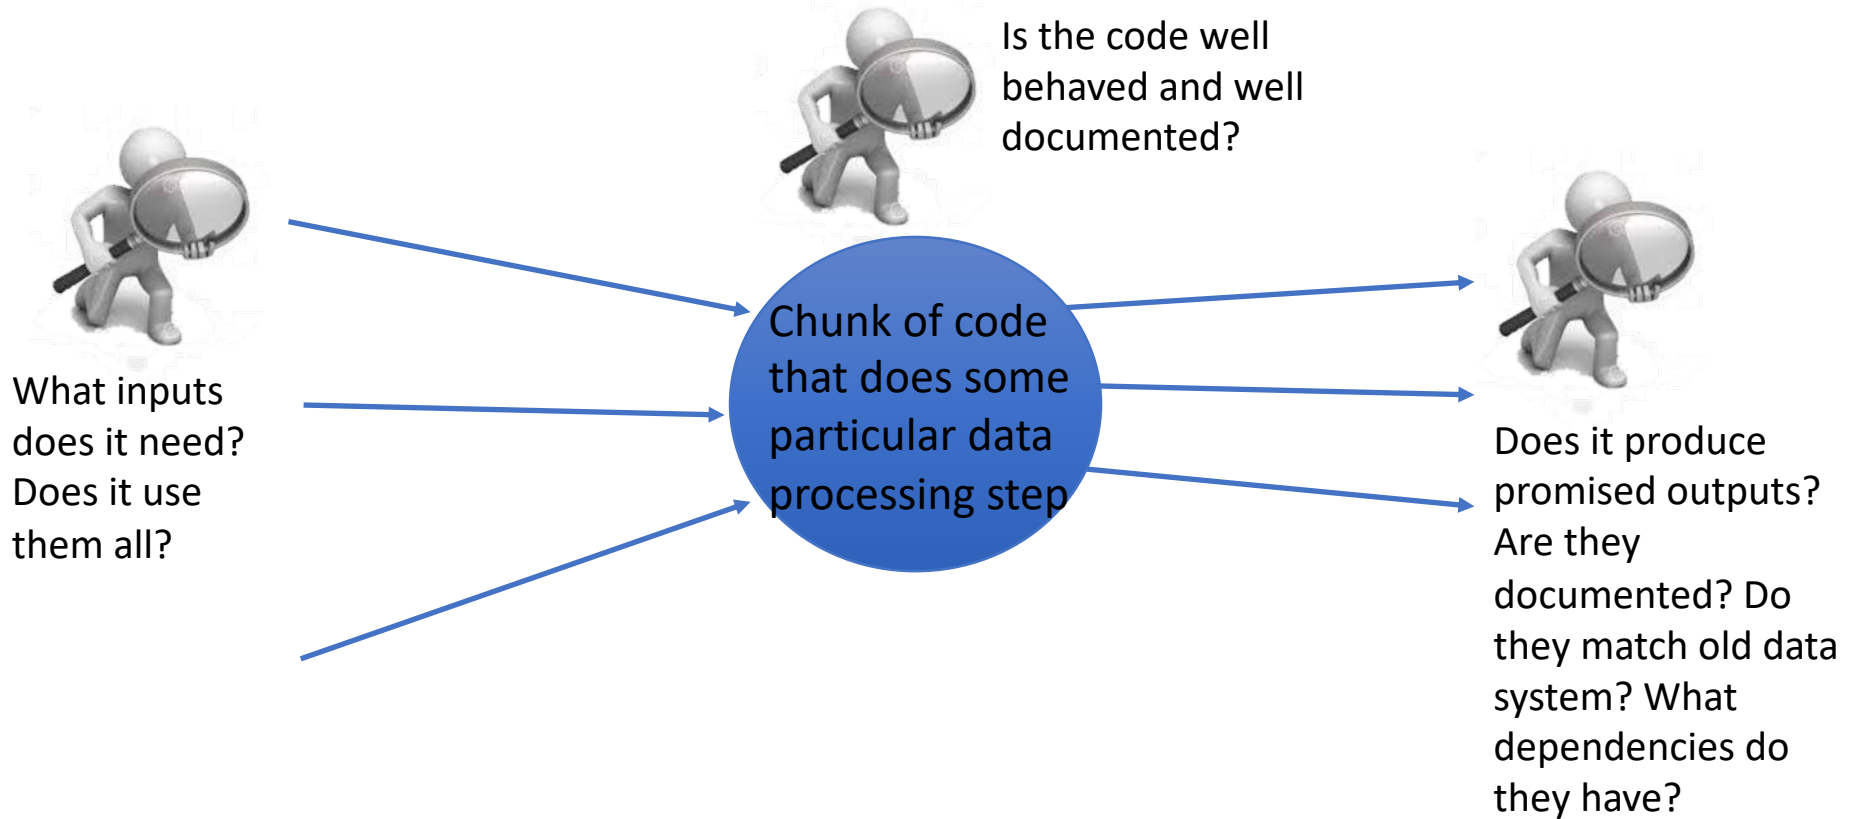 Is the code well
behaved and well
documented?
What inputs
does it need?
Does it use
them all?
Chunk of code
that does some
particular data
processing step
Does it produce
promised outputs?
Are they
documented? Do
they match old data
system? What
dependencies do
they have?